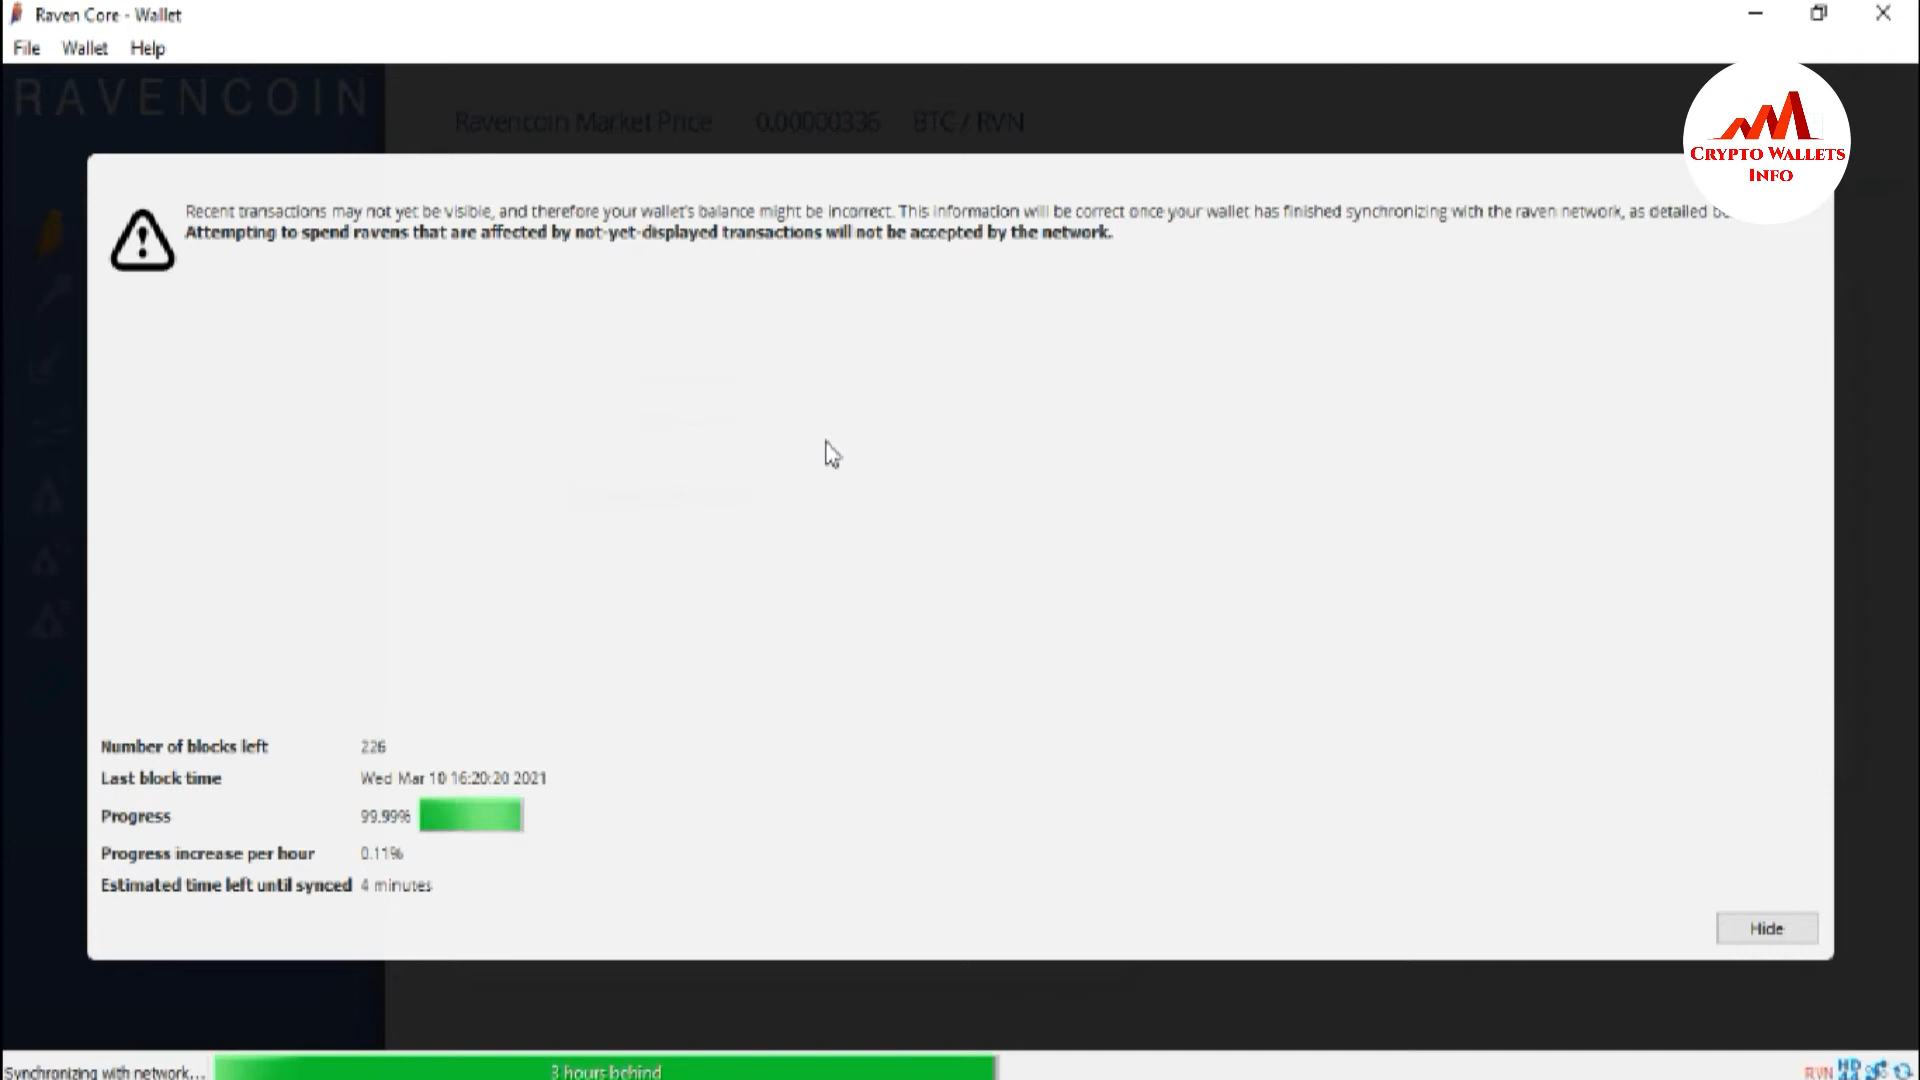 Raven Core - Wallet
File Wallet Help
RAVENCOIN
Ravencoin Market Price 0.00000336 BTC / RVN
CRYPTO WALLETS
INFO
Recent transactions may not yet be visible, and therefore your wallet's balance might be incorrect. This information will be correct once your wallet has finished synchronizing with the raven network, as detailed
Attempting to spend ravens that are affected by not-yet-displayed transactions will not be accepted by the network.
Number of blocks left 226
Last block time Wed Mar 10 16:20:20 2021
Progress 99.99%
Progress increase per hour 0.11%
Estimated time left until synced 4 minutes
Hide
Synchronizing with network... 3 hours behind RVN HD